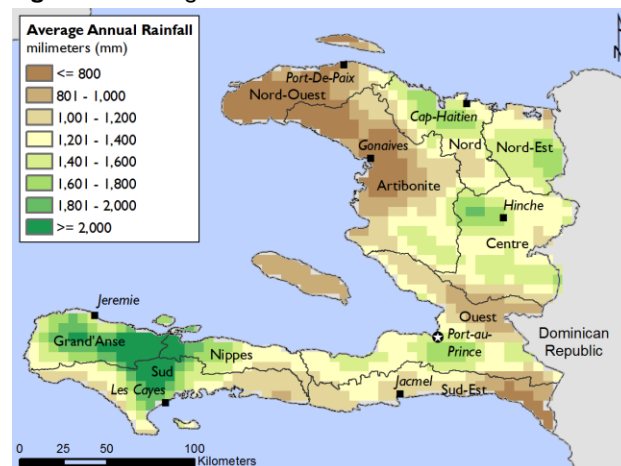 Average Annual Rainfall
milimeters (mm)
<= 800
801 - 1,000
1,001 - 1,200
1,201 - 1,400
1,401 - 1,600
1,601 - 1,800
1,801 - 2,000
>= 2,000
Port-De-Paix
Nord-Ouest
Cap-Haitien
Gonaives
Nord
Nord-Est
Artibonite
Hinche
Centre
Jeremie
Ouest
Grand'Anse
Nippes
Port-au-
Prince
Dominican
Republic
Sud
Les Cayes
Jacmel
Sud-Est
0 25 50 100
Kilometers